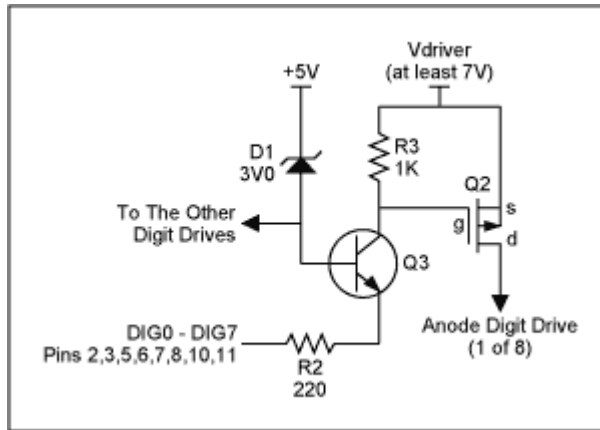 Vdriver
(at least 7V)
+5V
D1
3V0
R3
1K
Q2
s
g
d
To The Other
Digit Drives
Q3
DIG0 - DIG7
Pins 2,3,5,6,7,8,10,11
R2
220
Anode Digit Drive
(1 of 8)